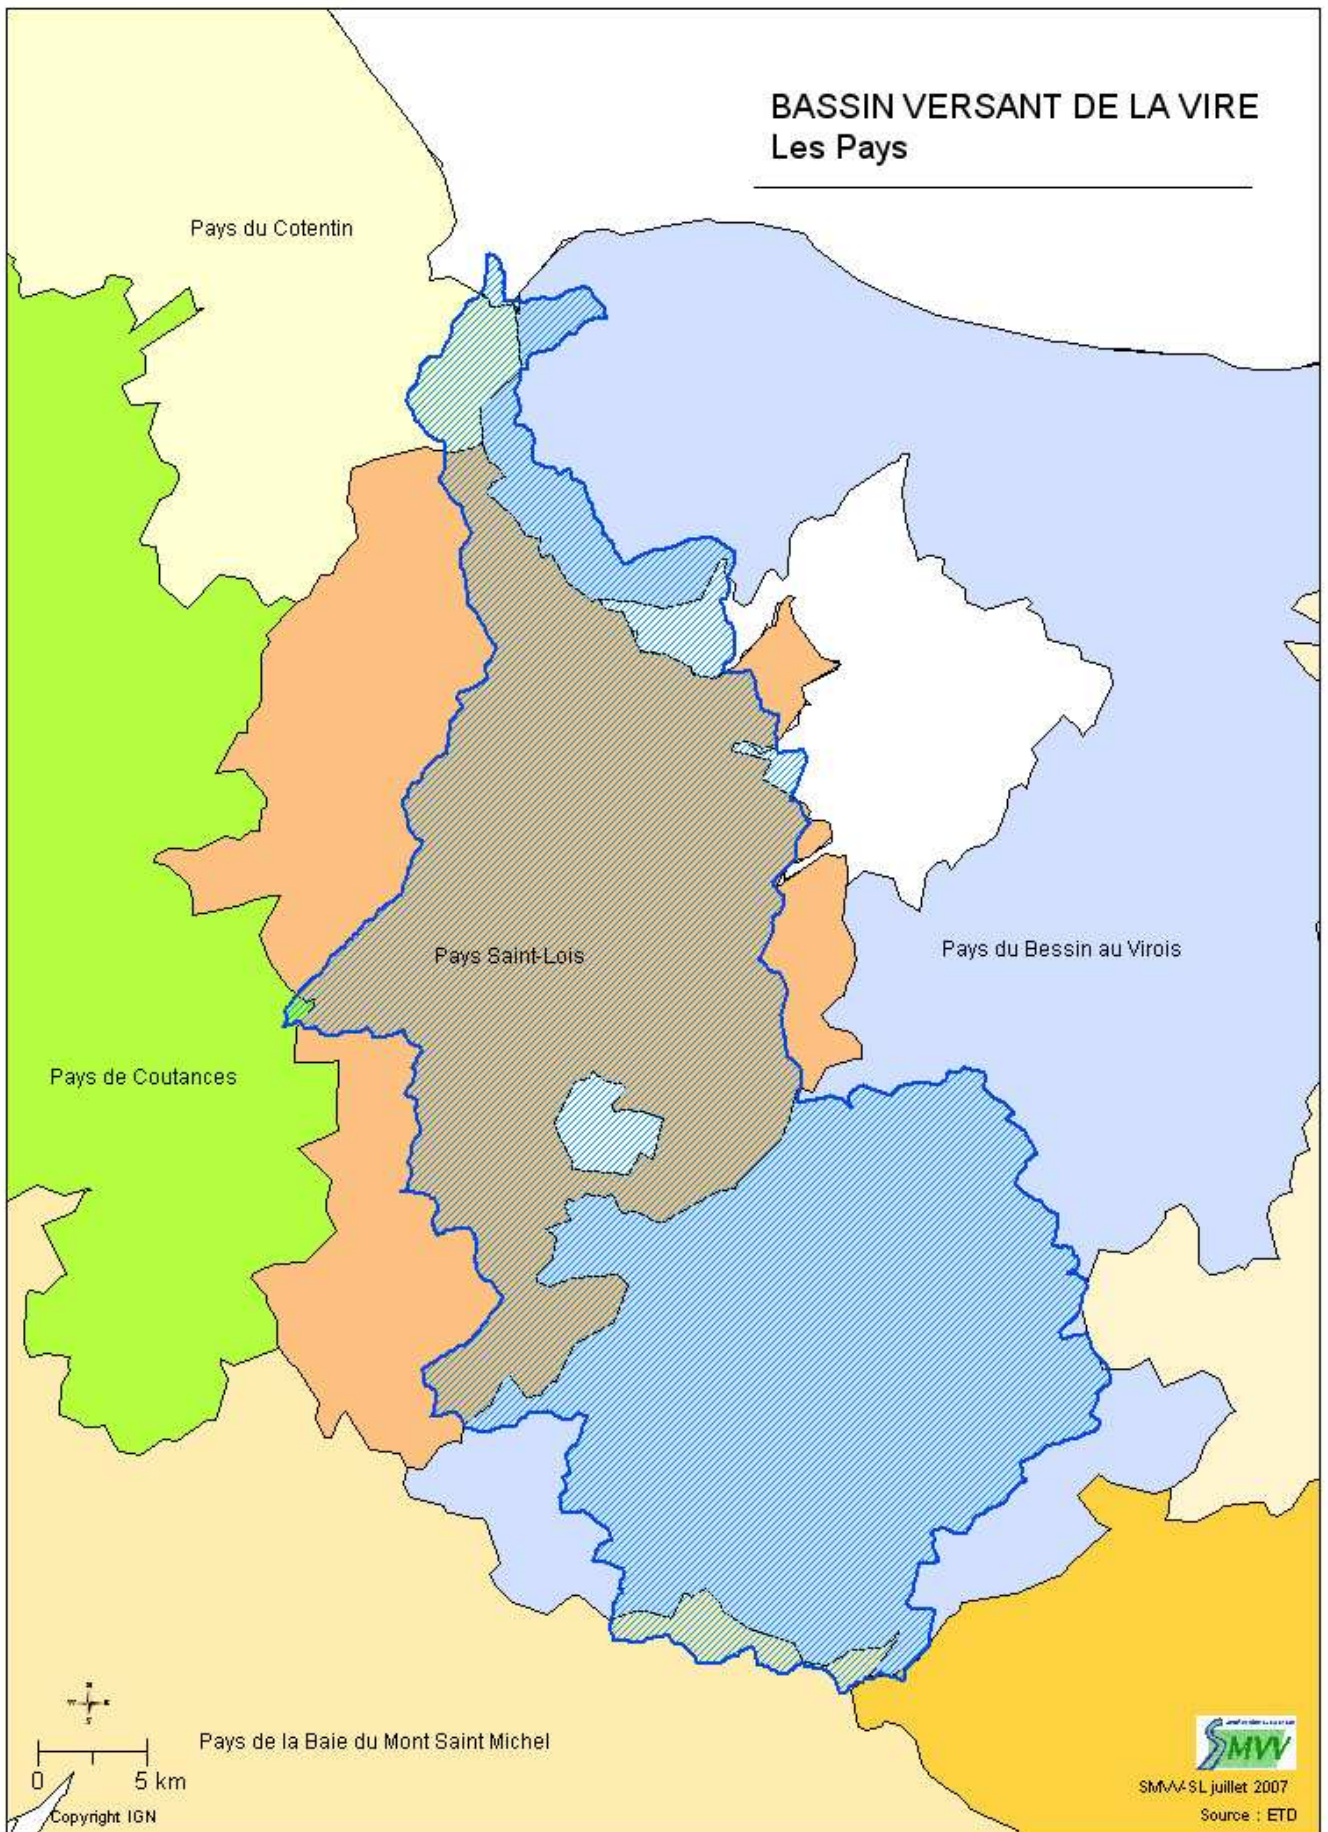 BASSIN VERSANT DE LA VIRE
Les Pays
Pays du Cotentin
Pays Saint-Lois
Pays du Bessin au Virois
Pays de Coutances
Pays de la Baie du Mont Saint Michel
N
W E
S
0 5 km
Copyright IGN
SMVV
SMVV-SL juillet 2007
Source : ETD